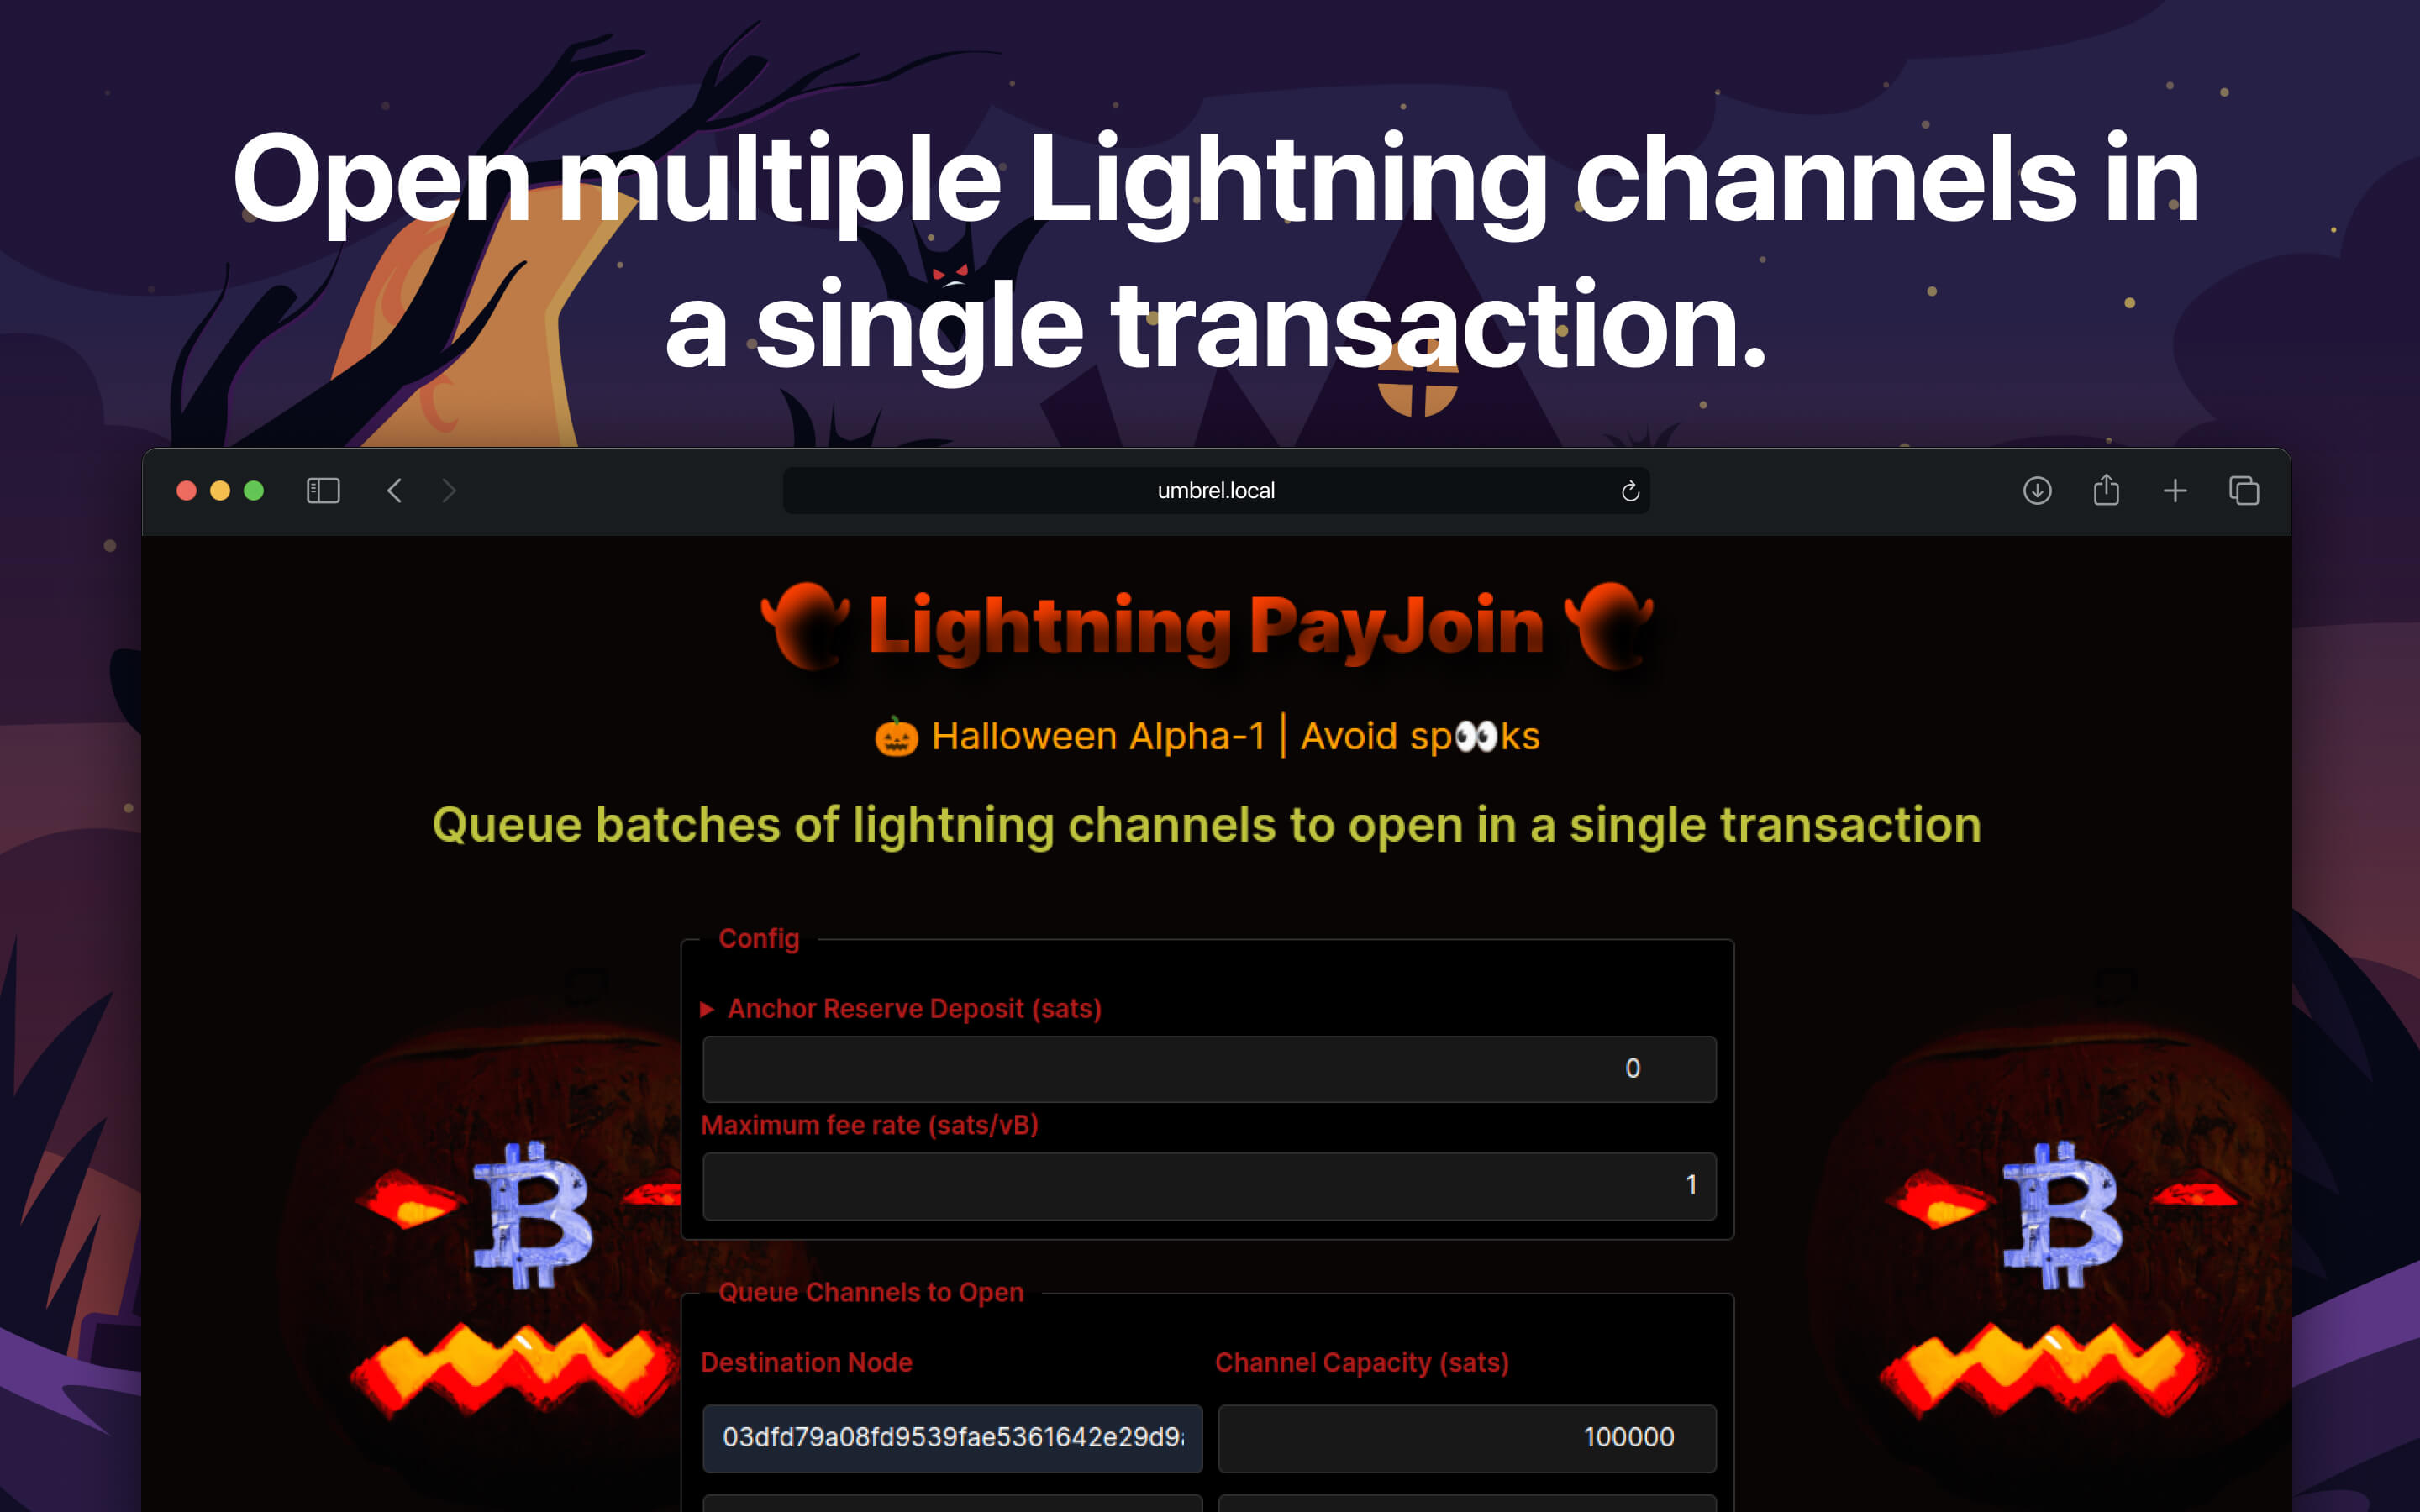 Open multiple Lightning channels in
a single transaction.
umbrel.local
Lightning PayJoin
🎃 Halloween Alpha-1 | Avoid sp👀ks
Queue batches of lightning channels to open in a single transaction
Config
Anchor Reserve Deposit (sats)
0
Maximum fee rate (sats/vB)
1
Queue Channels to Open
Destination Node Channel Capacity (sats)
03dfd79a08fd9539fae5361642e29d9 100000